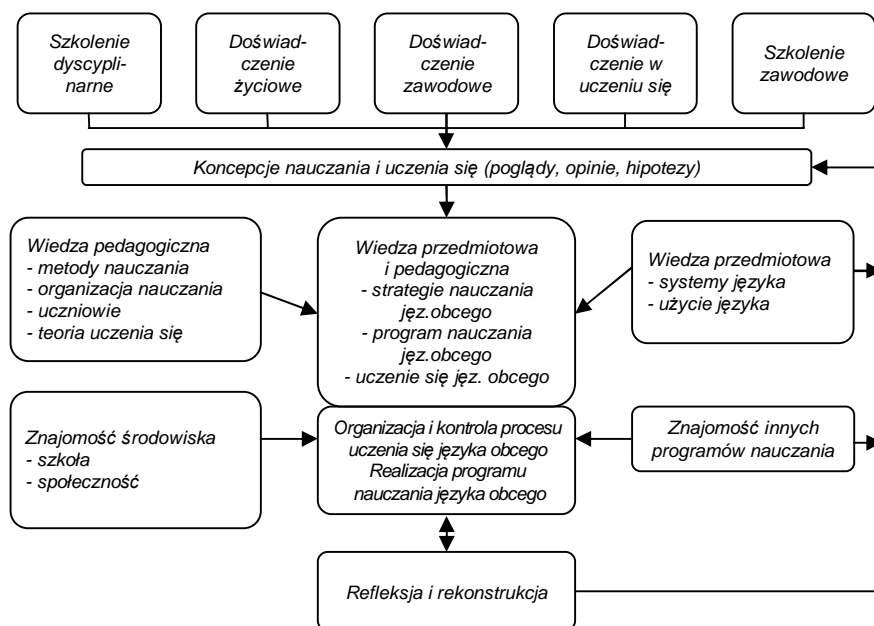 Szkolenie
dyscypli-
narne
Doświad-
czenie
życiowe
Doświad-
czenie
zawodowe
Doświad-
czenie w
uczeniu się
Szkolenie
zawodowe
Koncepcje nauczania i uczenia się (poglądy, opinie, hipotezy)
Wiedza pedagogiczna
- metody nauczania
- organizacja nauczania
- uczniowie
- teoria uczenia się
Wiedza przedmiotowa
i pedagogiczna
- strategie nauczania
jęz.obcego
- program nauczania
jęz.obcego
- uczenie się jęz. obcego
Wiedza przedmiotowa
- systemy języka
- użycie języka
Znajomość środowiska
- szkoła
- społeczność
Organizacja i kontrola procesu
uczenia się języka obcego
Realizacja programu
nauczania języka obcego
Znajomość innych
programów nauczania
Refleksja i rekonstrukcja